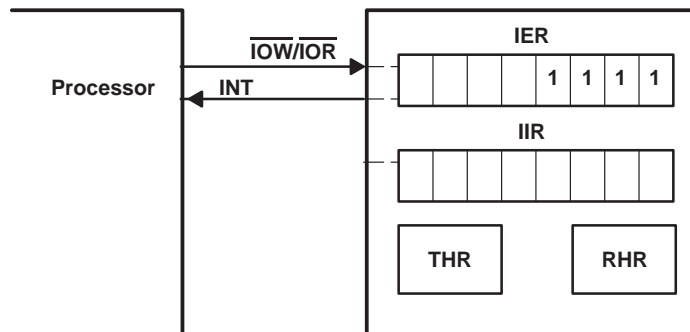 IOW/IOR
IER
Processor
INT
1 1 1 1
IIR
THR
RHR